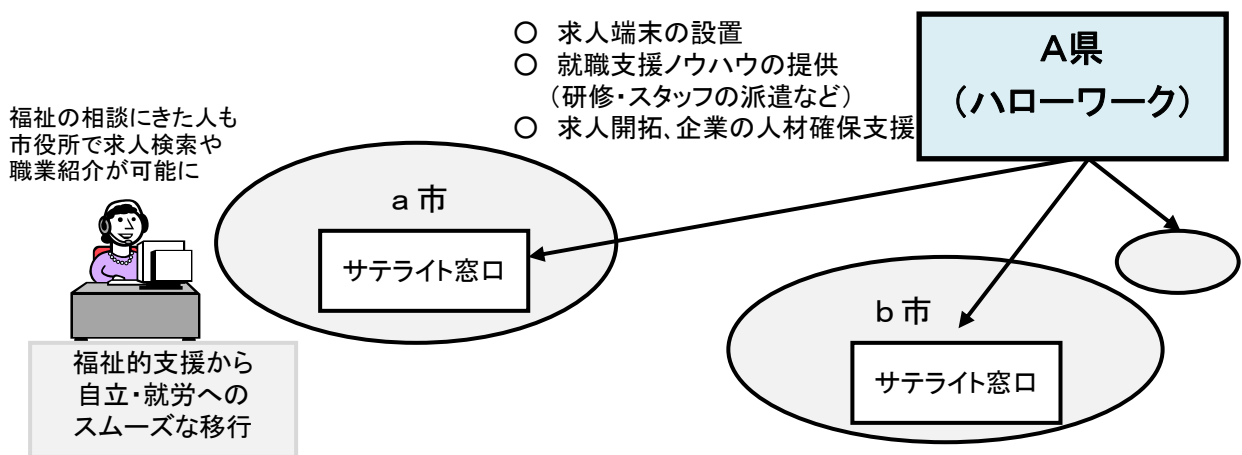 ○ 求人端末の設置
○ 就職支援ノウハウの提供
（研修・スタッフの派遣など）
○ 求人開拓、企業の人材確保支援
A県
（ハローワーク）
福祉の相談にきた人も
市役所で求人検索や
職業紹介が可能に
a 市
サテライト窓口
b 市
サテライト窓口
福祉的支援から
自立・就労への
スムーズな移行